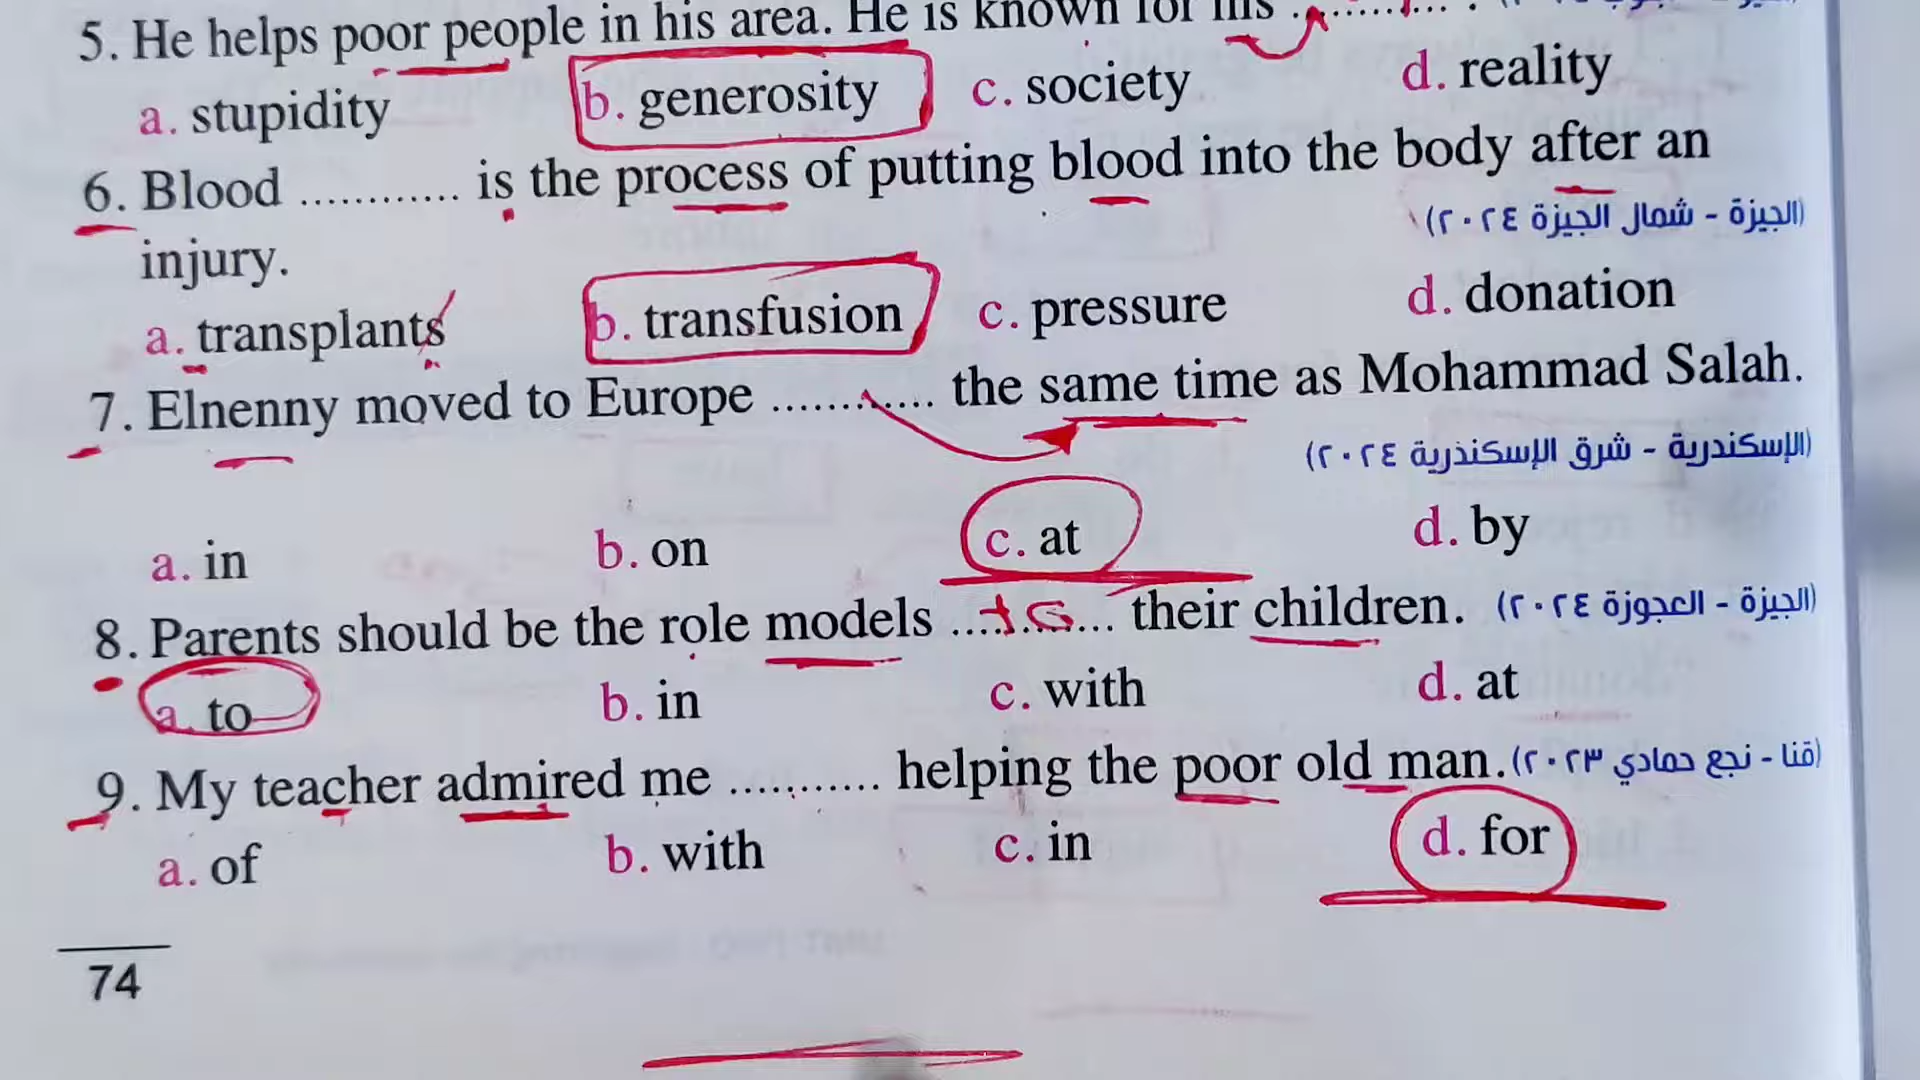 5. He helps poor people in his area. He is known for his ............ .
a. stupidity b. generosity c. society d. reality
6. Blood ............ is the process of putting blood into the body after an
injury. (الجيزة - شمال الجيزة ٢٠٢٤)
a. transplants b. transfusion c. pressure d. donation
7. Elnenny moved to Europe ............ the same time as Mohammad Salah.
(الإسكندرية - شرق الإسكندرية ٢٠٢٤)
a. in b. on c. at d. by
8. Parents should be the role models ....to.... their children. (الجيزة - العجوزة ٢٠٢٤)
a. to b. in c. with d. at
9. My teacher admired me ............ helping the poor old man. (قنا - نجع حمادي ٢٠٢٣)
a. of b. with c. in d. for
74